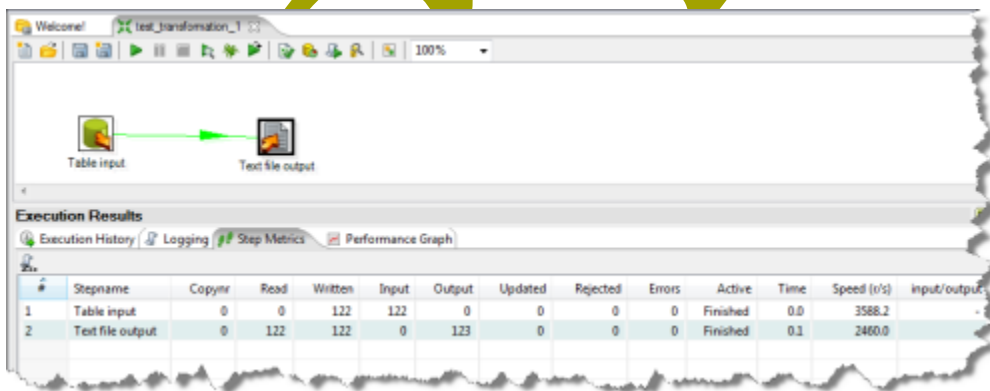 Welcome! test_transformation_1
100%
Table input Text file output
Execution Results
Execution History Logging Step Metrics Performance Graph
# Stepname Copynr Read Written Input Output Updated Rejected Errors Active Time Speed (r/s) input/output
1 Table input 0 0 122 122 0 0 0 0 Finished 0.0 3588.2 -
2 Text file output 0 122 122 0 123 0 0 0 Finished 0.1 2460.0